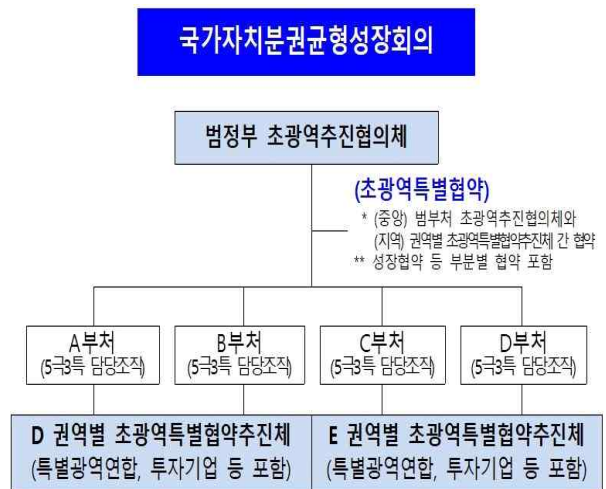 국가자치분권균형성장회의
범정부 초광역추진협의체
(초광역특별협약)
* (중앙) 범부처 초광역추진협의체와
(지역) 권역별 초광역특별협약추진체 간 협약
** 성장협약 등 부분별 협약 포함
A부처
(5극3특 담당조직)
B부처
(5극3특 담당조직)
C부처
(5극3특 담당조직)
D부처
(5극3특 담당조직)
D 권역별 초광역특별협약추진체
(특별광역연합, 투자기업 등 포함)
E 권역별 초광역특별협약추진체
(특별광역연합, 투자기업 등 포함)